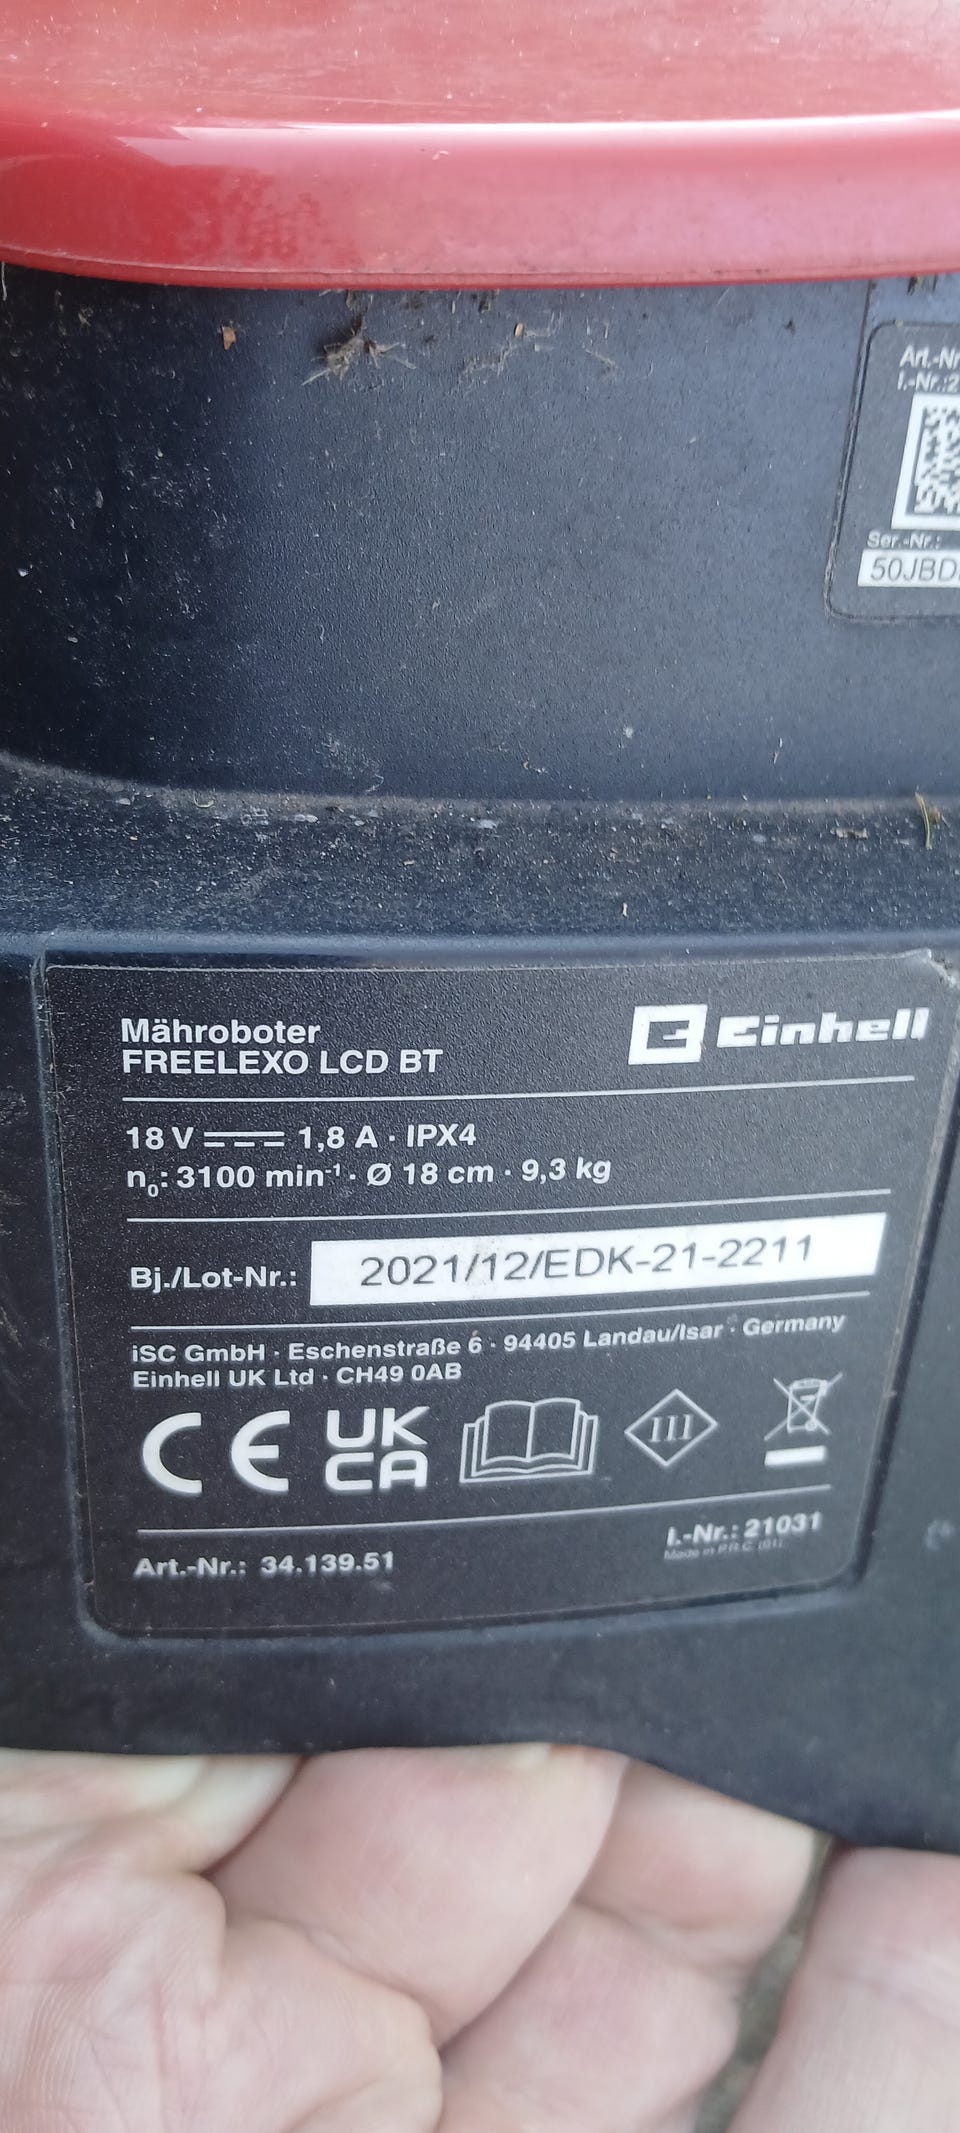 Art.-Nr
I.-Nr.:2
Ser.-Nr.:
50JBD
Mähroboter
FREELEXO LCD BT
Einhell
18 V 1,8 A · IPX4
n₀: 3100 min⁻¹ · Ø 18 cm · 9,3 kg
Bj./Lot-Nr.: 2021/12/EDK-21-2211
iSC GmbH · Eschenstraße 6 · 94405 Landau/Isar · Germany
Einhell UK Ltd · CH49 0AB
CE UK CA III
Art.-Nr.: 34.139.51
I.-Nr.: 21031
Made in P.R.C.